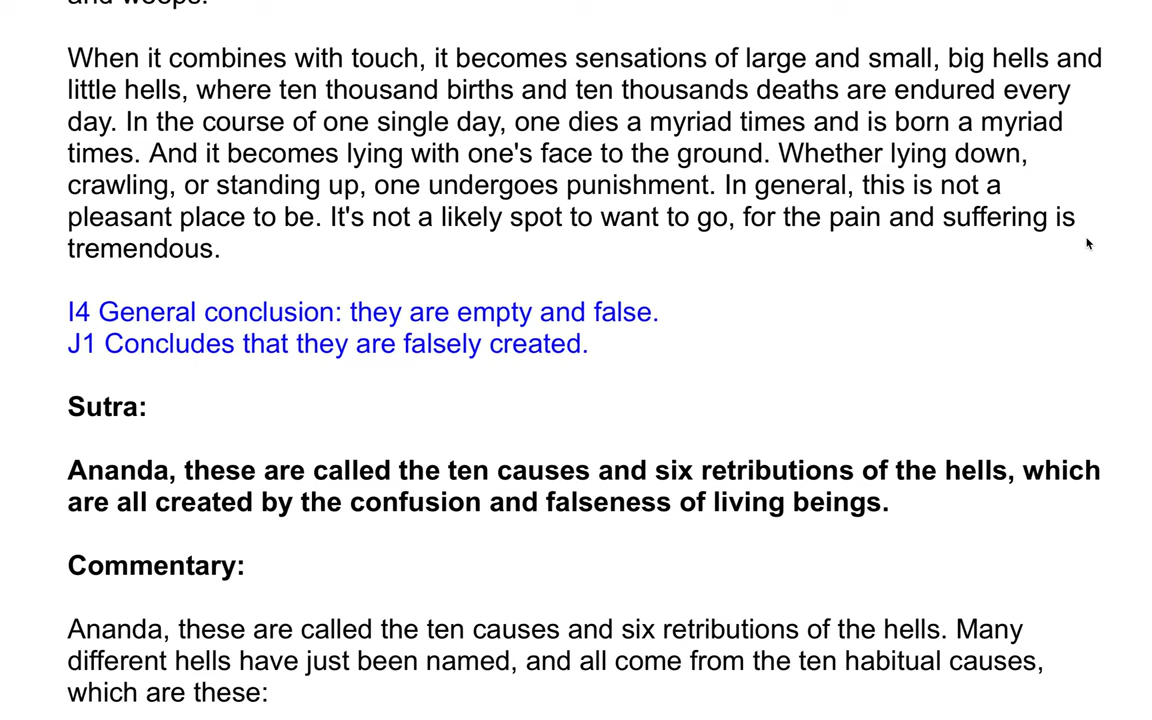 and weeps.
When it combines with touch, it becomes sensations of large and small, big hells and
little hells, where ten thousand births and ten thousands deaths are endured every
day. In the course of one single day, one dies a myriad times and is born a myriad
times. And it becomes lying with one's face to the ground. Whether lying down,
crawling, or standing up, one undergoes punishment. In general, this is not a
pleasant place to be. It's not a likely spot to want to go, for the pain and suffering is
tremendous.
I4 General conclusion: they are empty and false.
J1 Concludes that they are falsely created.
Sutra:
Ananda, these are called the ten causes and six retributions of the hells, which
are all created by the confusion and falseness of living beings.
Commentary:
Ananda, these are called the ten causes and six retributions of the hells. Many
different hells have just been named, and all come from the ten habitual causes,
which are these: